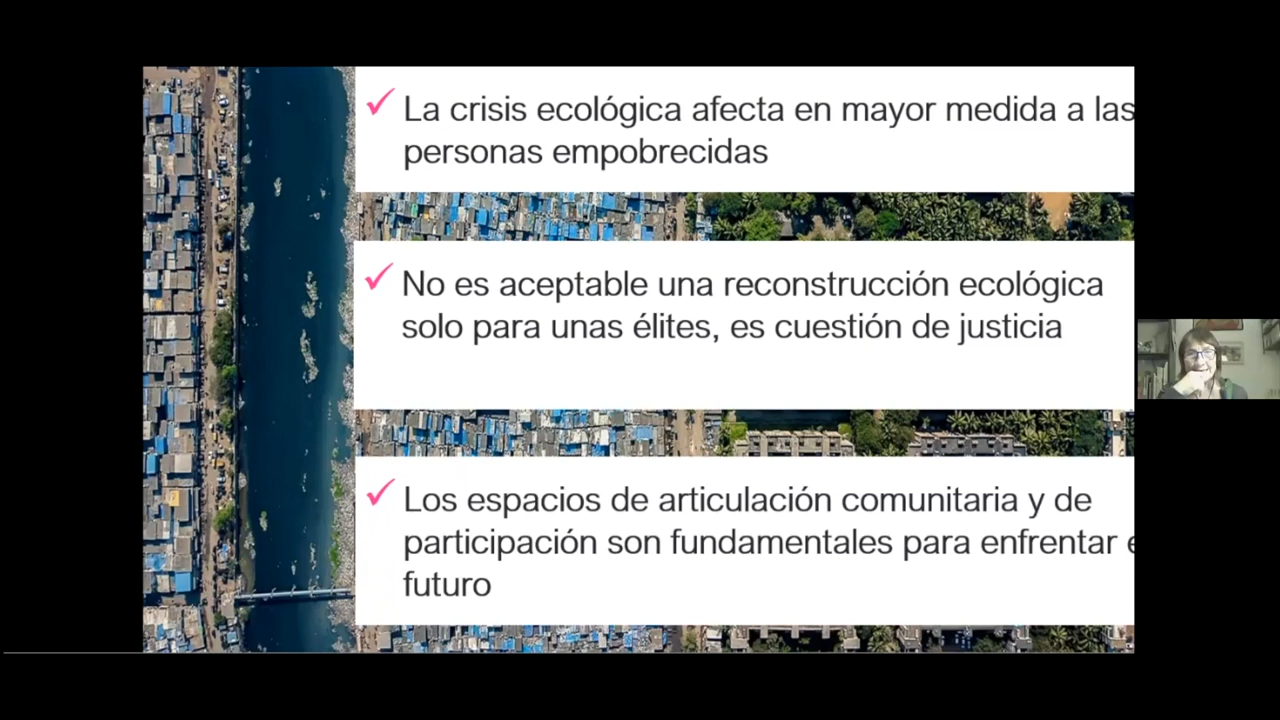 La crisis ecológica afecta en mayor medida a las
personas empobrecidas
No es aceptable una reconstrucción ecológica
solo para unas élites, es cuestión de justicia
Los espacios de articulación comunitaria y de
participación son fundamentales para enfrentar e
futuro